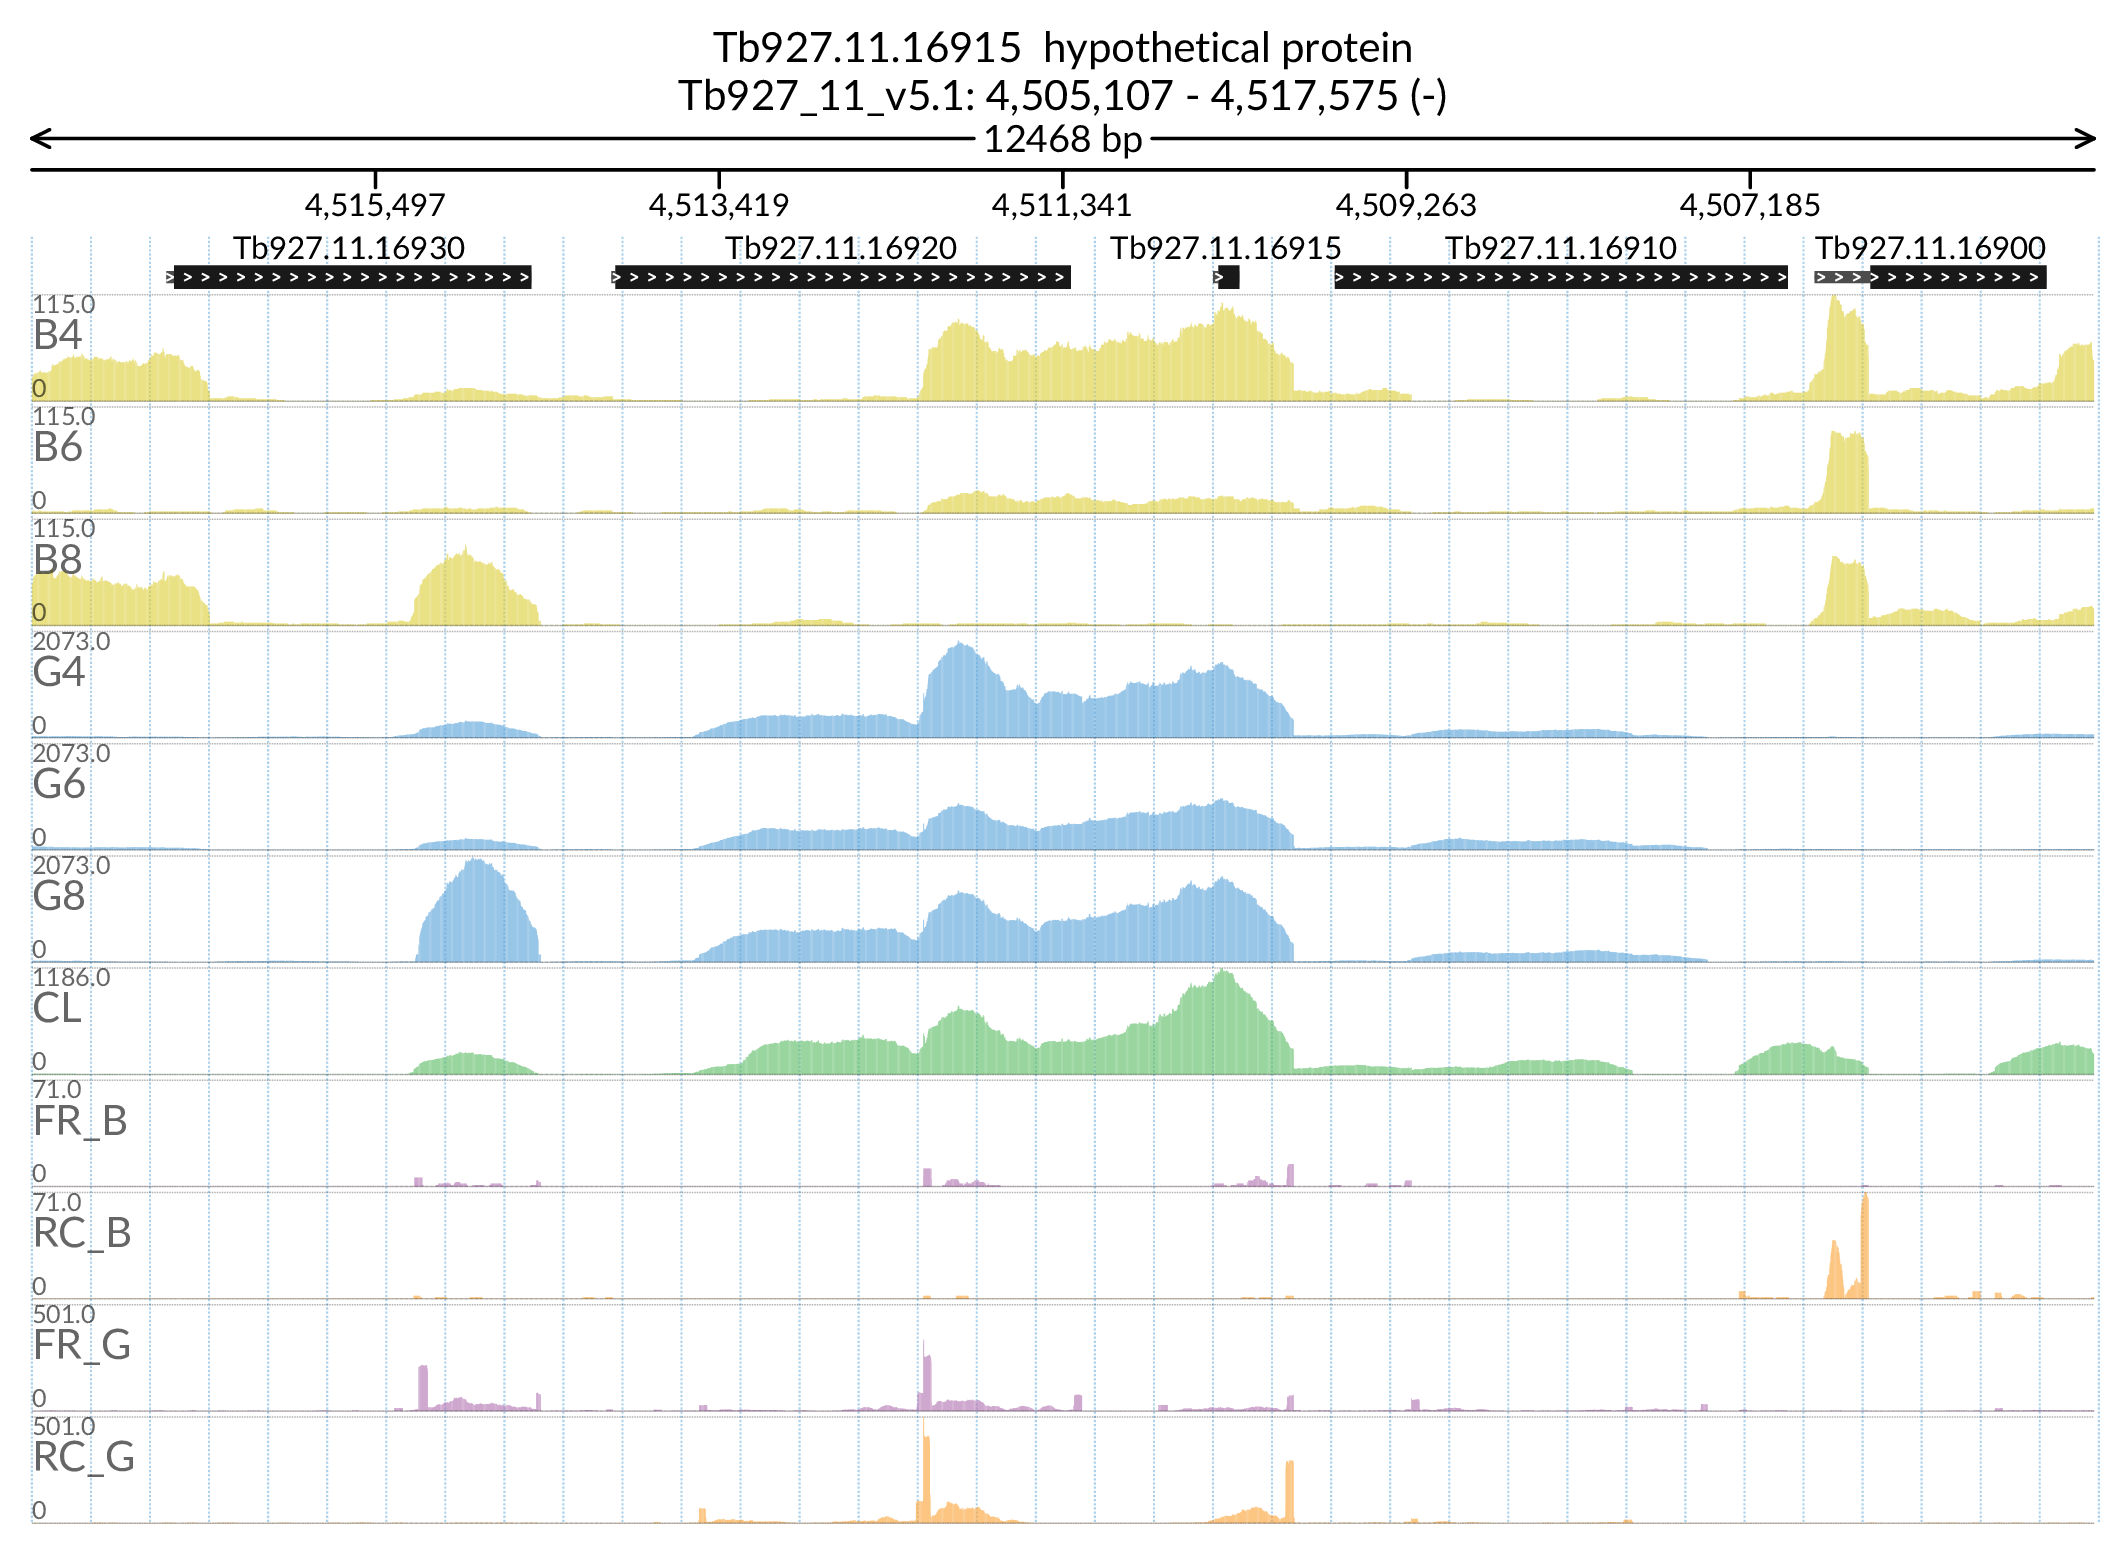 Tb927.11.16915 hypothetical protein
Tb927_11_v5.1: 4,505,107 - 4,517,575 (-)
12468 bp
4,515,497 4,513,419 4,511,341 4,509,263 4,507,185
Tb927.11.16930 Tb927.11.16920 Tb927.11.16915 Tb927.11.16910 Tb927.11.16900
115.0
B4
0
115.0
B6
0
115.0
B8
0
2073.0
G4
0
2073.0
G6
0
2073.0
G8
0
1186.0
CL
0
71.0
FR_B
0
71.0
RC_B
0
501.0
FR_G
0
501.0
RC_G
0